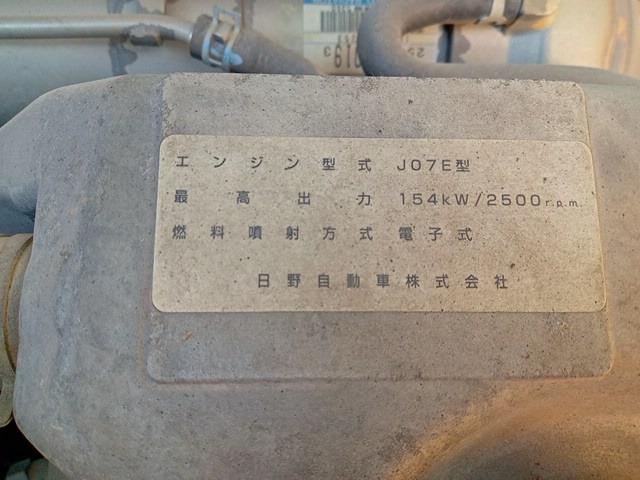 エンジン型式 J07E型
最高出力 154kW/2500r.p.m.
燃料噴射方式電子式
日野自動車株式会社